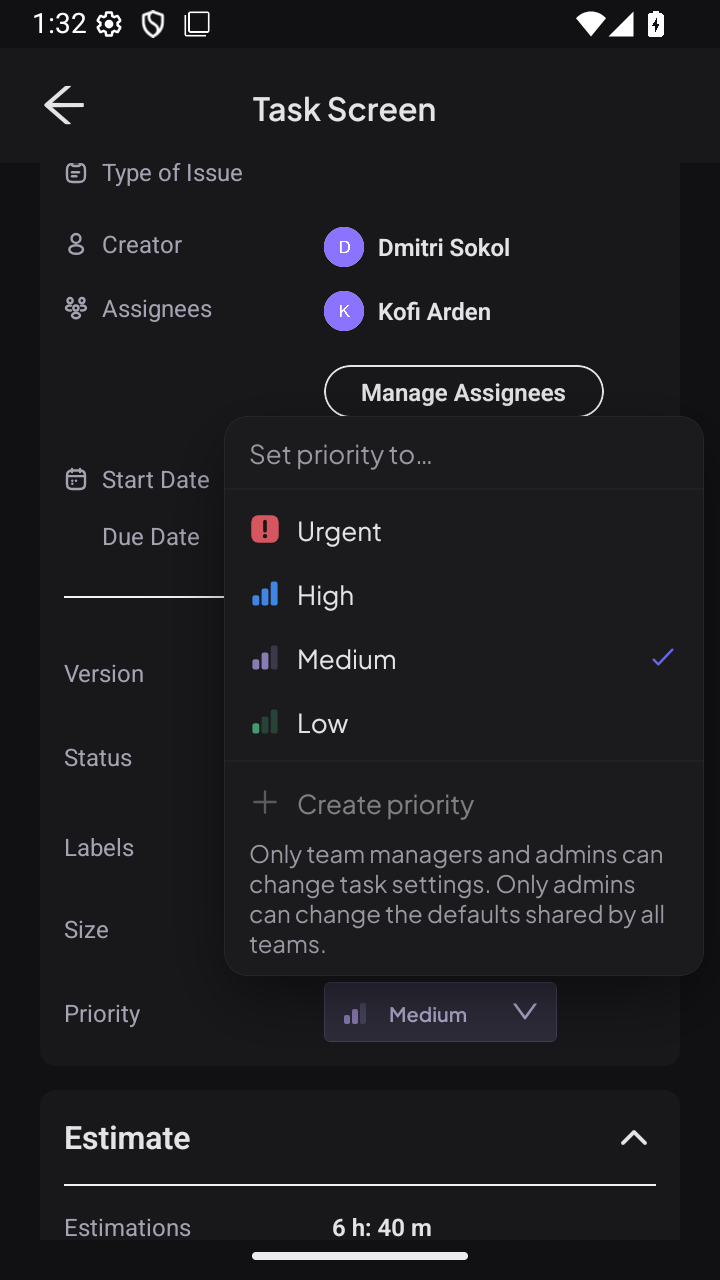 1:32
Task Screen
Type of Issue
Creator
D Dmitri Sokol
Assignees
K Kofi Arden
Manage Assignees
Set priority to…
Start Date
Urgent
Due Date
High
Medium
Version
Low
Status
Create priority
Labels
Only team managers and admins can
change task settings. Only admins
can change the defaults shared by all
teams.
Size
Priority
Medium
Estimate
Estimations
6 h: 40 m